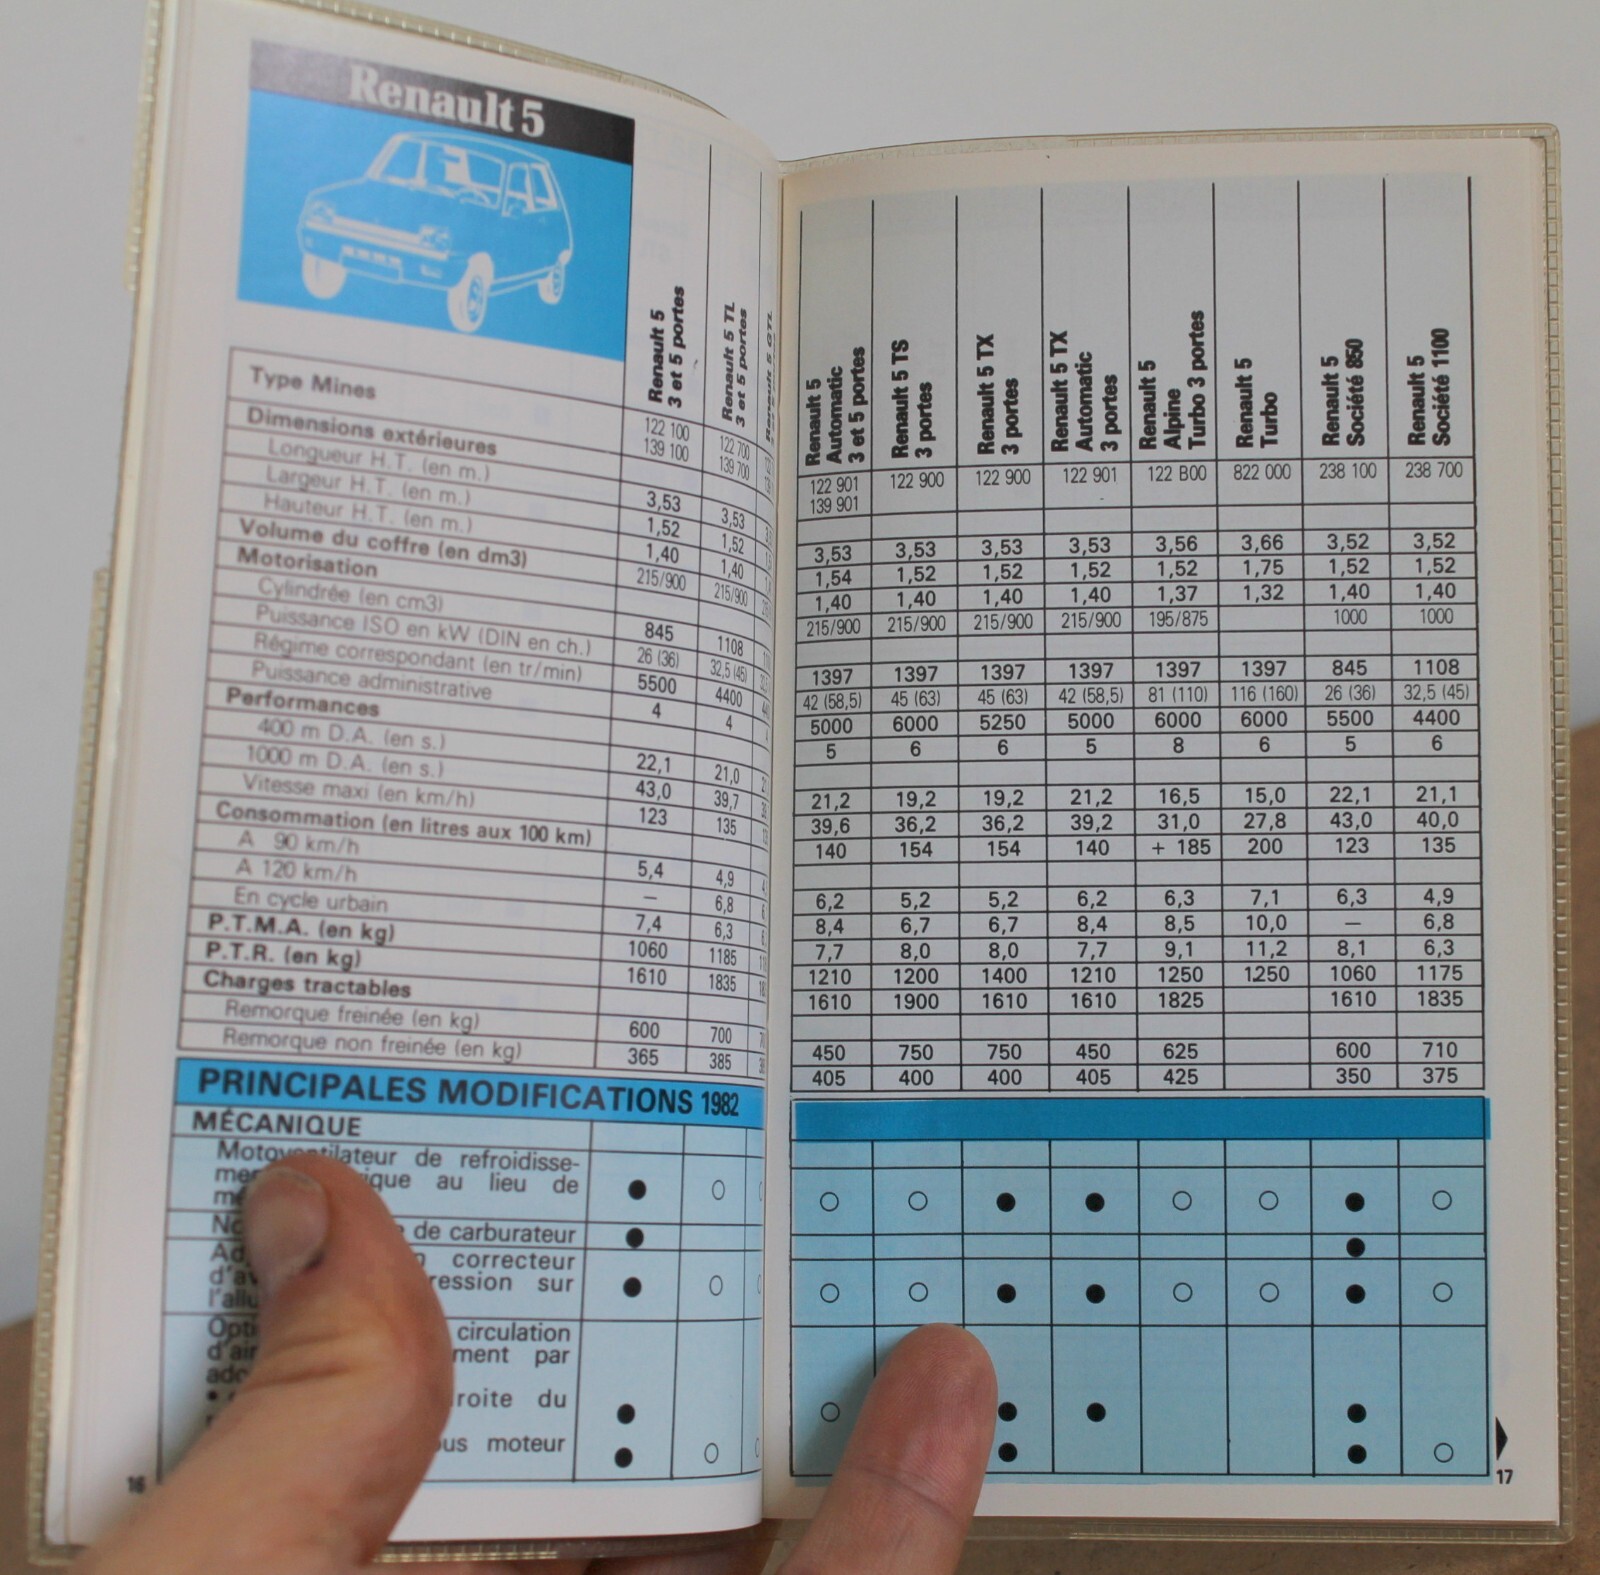 Renault 5
Renault 5
3 et 5 portes
Renault 5 TL
3 et 5 portes
Renault 5 GTL
Type Mines 122 100 122 700
139 100 139 700
Dimensions extérieures
Longueur H.T. (en m.) 3,53 3,53
Largeur H.T. (en m.) 1,52 1,52
Hauteur H.T. (en m.) 1,40 1,40
Volume du coffre (en dm3) 215/900 215/900
Motorisation
Cylindrée (en cm3) 845 1108
Puissance ISO en kW (DIN en ch.) 26 (36) 32,5 (45)
Régime correspondant (en tr/min) 5500 4400
Puissance administrative 4 4
Performances
400 m D.A. (en s.) 22,1 21,0
1000 m D.A. (en s.) 43,0 39,7
Vitesse maxi (en km/h) 123 135
Consommation (en litres aux 100 km)
A 90 km/h 5,4 4,9
A 120 km/h — 6,8
En cycle urbain 7,4 6,3
P.T.M.A. (en kg) 1060 1185
P.T.R. (en kg) 1610 1835
Charges tractables
Remorque freinée (en kg) 600 700
Remorque non freinée (en kg) 365 385
PRINCIPALES MODIFICATIONS 1982
MÉCANIQUE
Motoventilateur de refroidisse-
au lieu de
de carburateur
correcteur
sur
circulation
par
du
moteur
16
Renault 5
Automatic
3 et 5 portes
Renault 5 TS
3 portes
Renault 5 TX
3 portes
Renault 5 TX
Automatic
3 portes
Renault 5
Alpine
Turbo 3 portes
Renault 5
Turbo
Renault 5
Société 850
Renault 5
Société 1100
122 901 122 900 122 900 122 901 122 B00 822 000 238 100 238 700
139 901
3,53 3,53 3,53 3,53 3,56 3,66 3,52 3,52
1,54 1,52 1,52 1,52 1,52 1,75 1,52 1,52
1,40 1,40 1,40 1,40 1,37 1,32 1,40 1,40
215/900 215/900 215/900 215/900 195/875 1000 1000
1397 1397 1397 1397 1397 1397 845 1108
42 (58,5) 45 (63) 45 (63) 42 (58,5) 81 (110) 116 (160) 26 (36) 32,5 (45)
5000 6000 5250 5000 6000 6000 5500 4400
5 6 6 5 8 6 5 6
21,2 19,2 19,2 21,2 16,5 15,0 22,1 21,1
39,6 36,2 36,2 39,2 31,0 27,8 43,0 40,0
140 154 154 140 + 185 200 123 135
6,2 5,2 5,2 6,2 6,3 7,1 6,3 4,9
8,4 6,7 6,7 8,4 8,5 10,0 — 6,8
7,7 8,0 8,0 7,7 9,1 11,2 8,1 6,3
1210 1200 1400 1210 1250 1250 1060 1175
1610 1900 1610 1610 1825 1610 1835
450 750 750 450 625 600 710
405 400 400 405 425 350 375
17